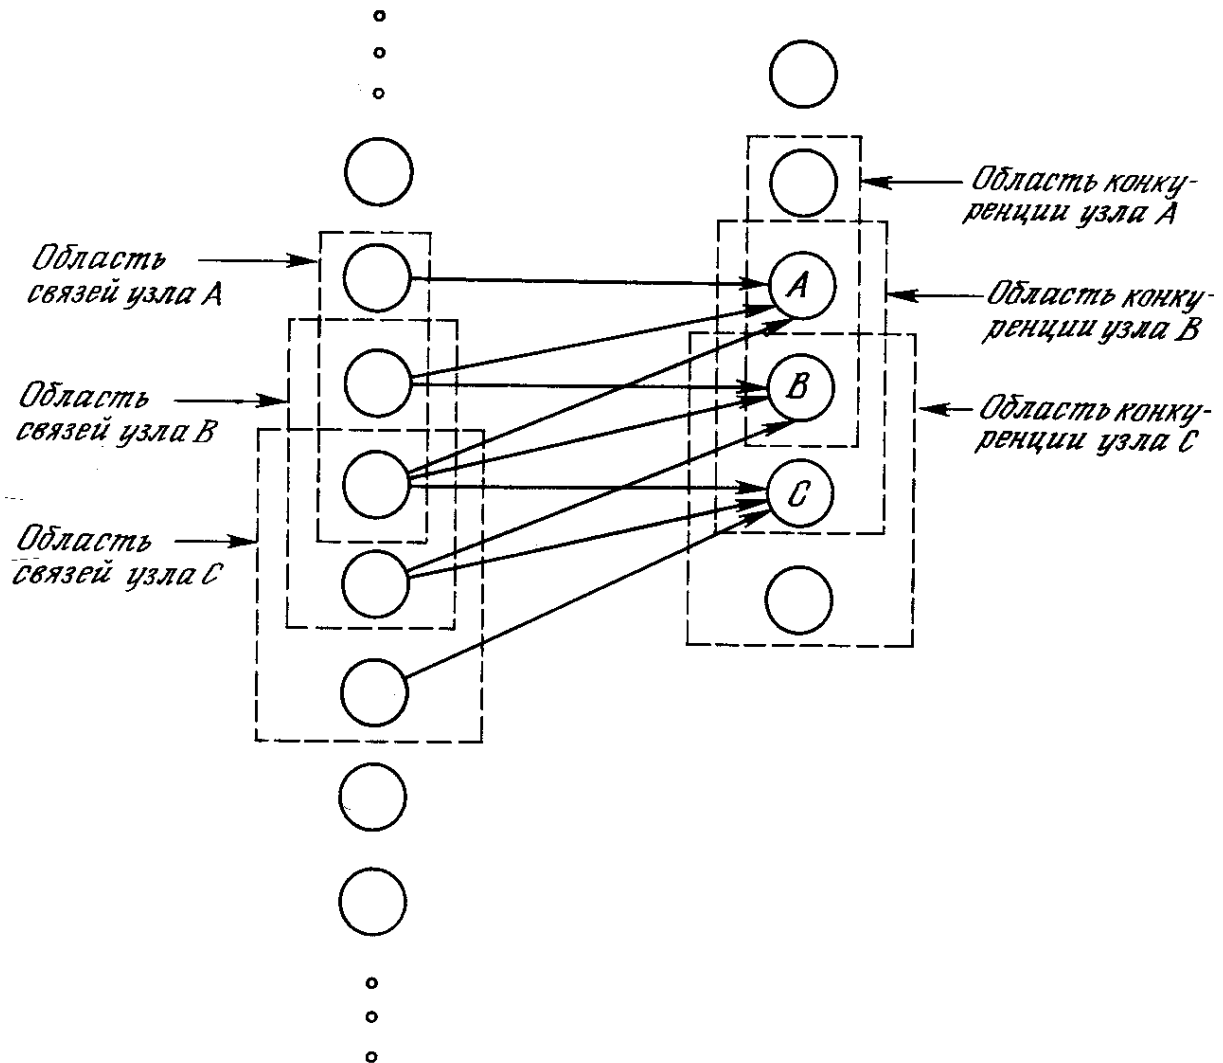 Область
связей узла A
Область
связей узла B
Область
связей узла C
A
B
C
Область конку-
ренции узла A
Область конку-
ренции узла B
Область конку-
ренции узла C